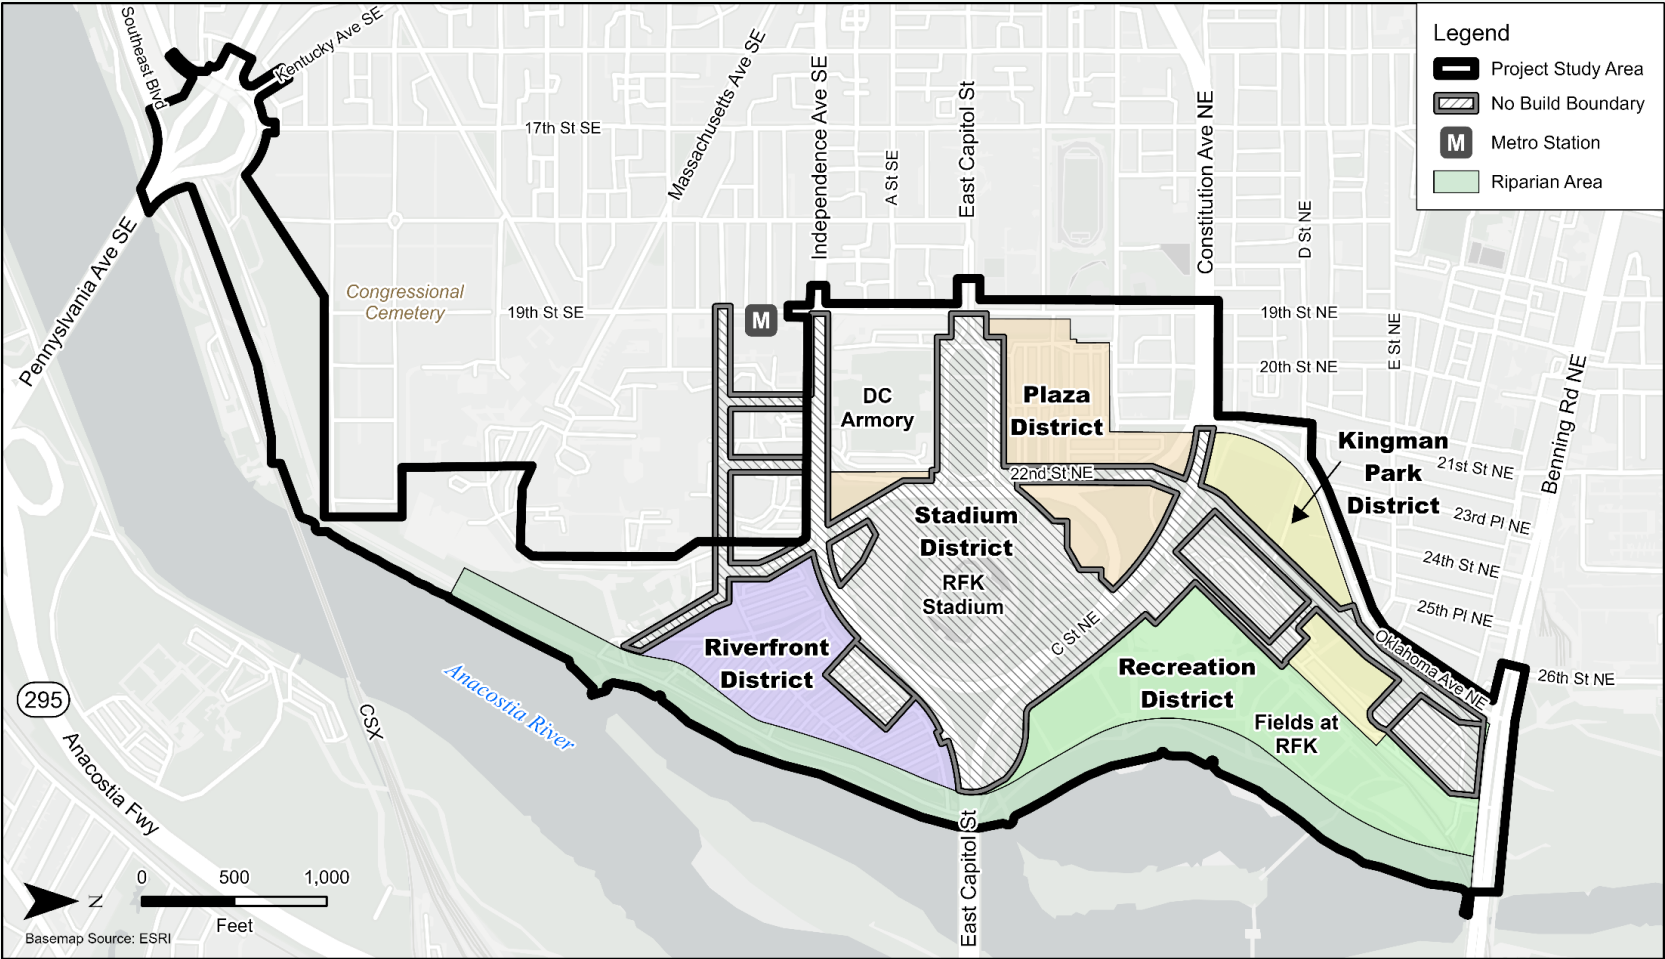 Legend
Project Study Area
No Build Boundary
M
Metro Station
Riparian Area
Southeast Blvd
Kentucky Ave SE
17th St SE
Massachusetts Ave SE
Independence Ave SE
A St SE
East Capitol St
Constitution Ave NE
D St NE
E St NE
Pennyslvania Ave SE
Congressional
Cemetery
19th St SE
M
19th St NE
20th St NE
Benning Rd NE
DC
Armory
Plaza
District
Kingman
Park
District
21st St NE
22nd St NE
23rd Pl NE
24th St NE
25th Pl NE
26th St NE
Oklahoma Ave NE
Stadium
District
RFK
Stadium
C St NE
Riverfront
District
Recreation
District
Fields at
RFK
Anacostia River
295
CSX
Anacostia Fwy
East Capitol St
N
0 500 1,000
Feet
Basemap Source: ESRI